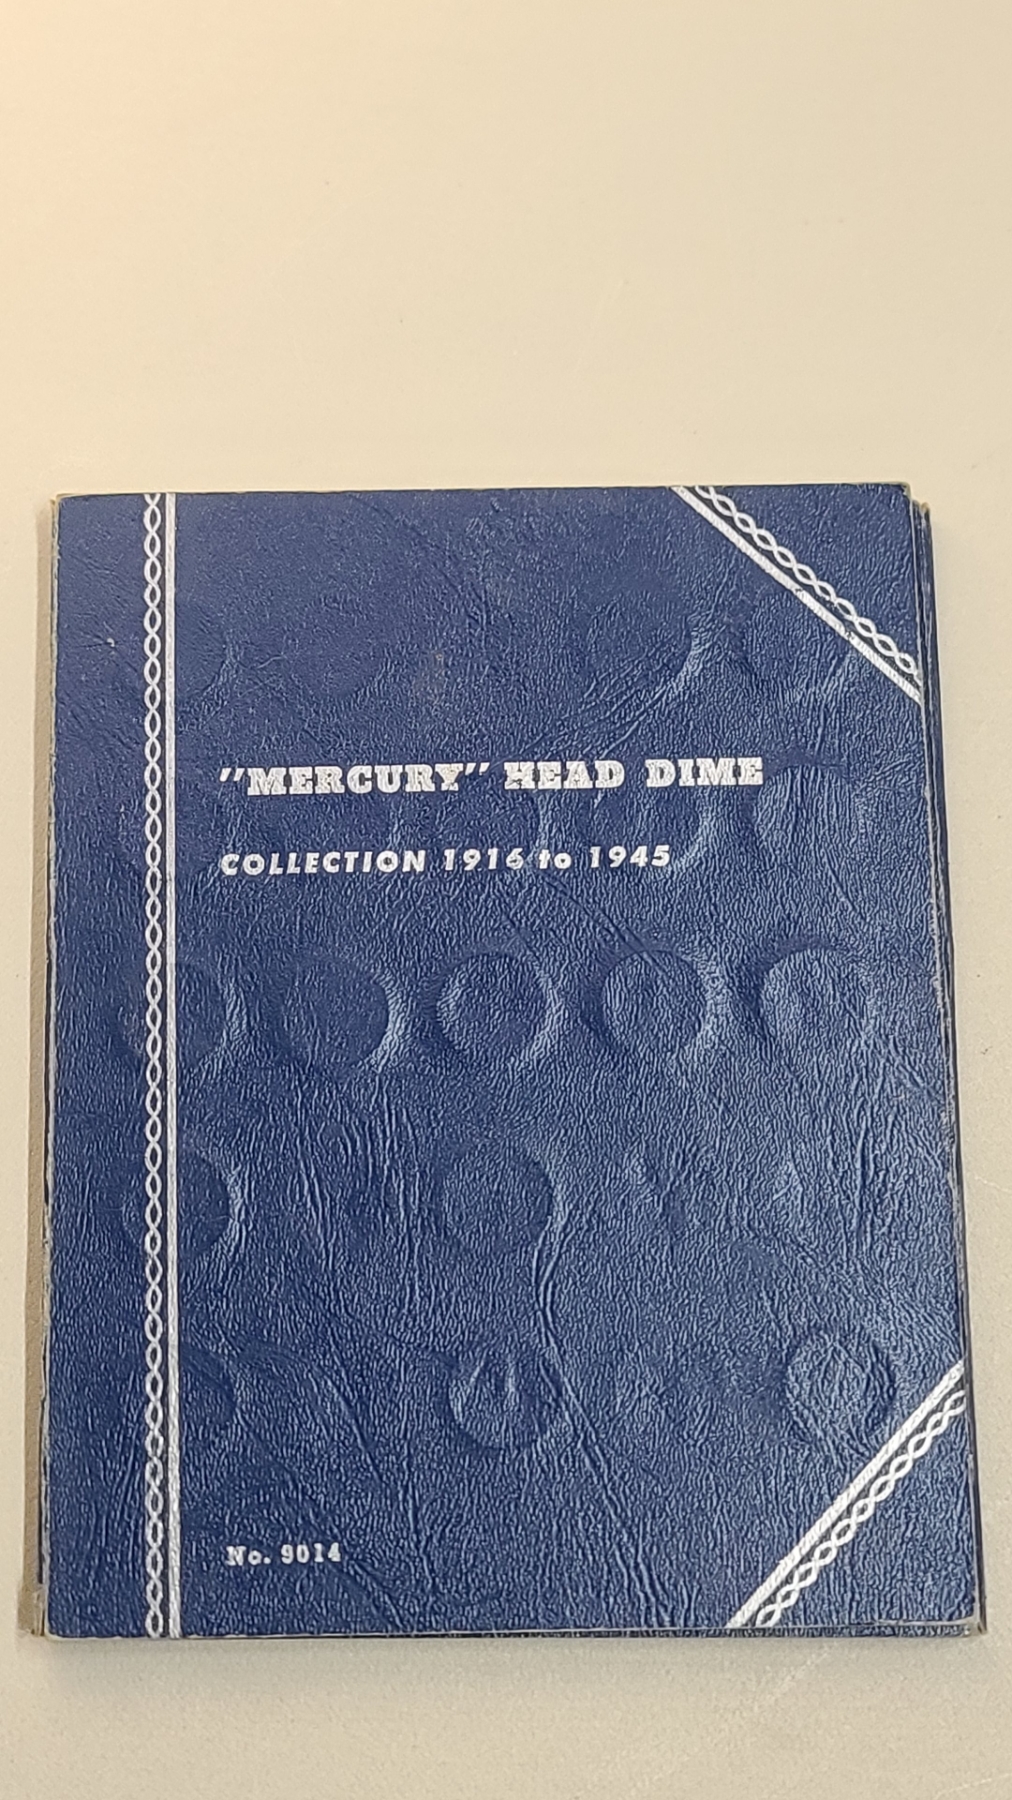 "MERCURY" HEAD DIME
COLLECTION 1916 to 1945
No. 9014